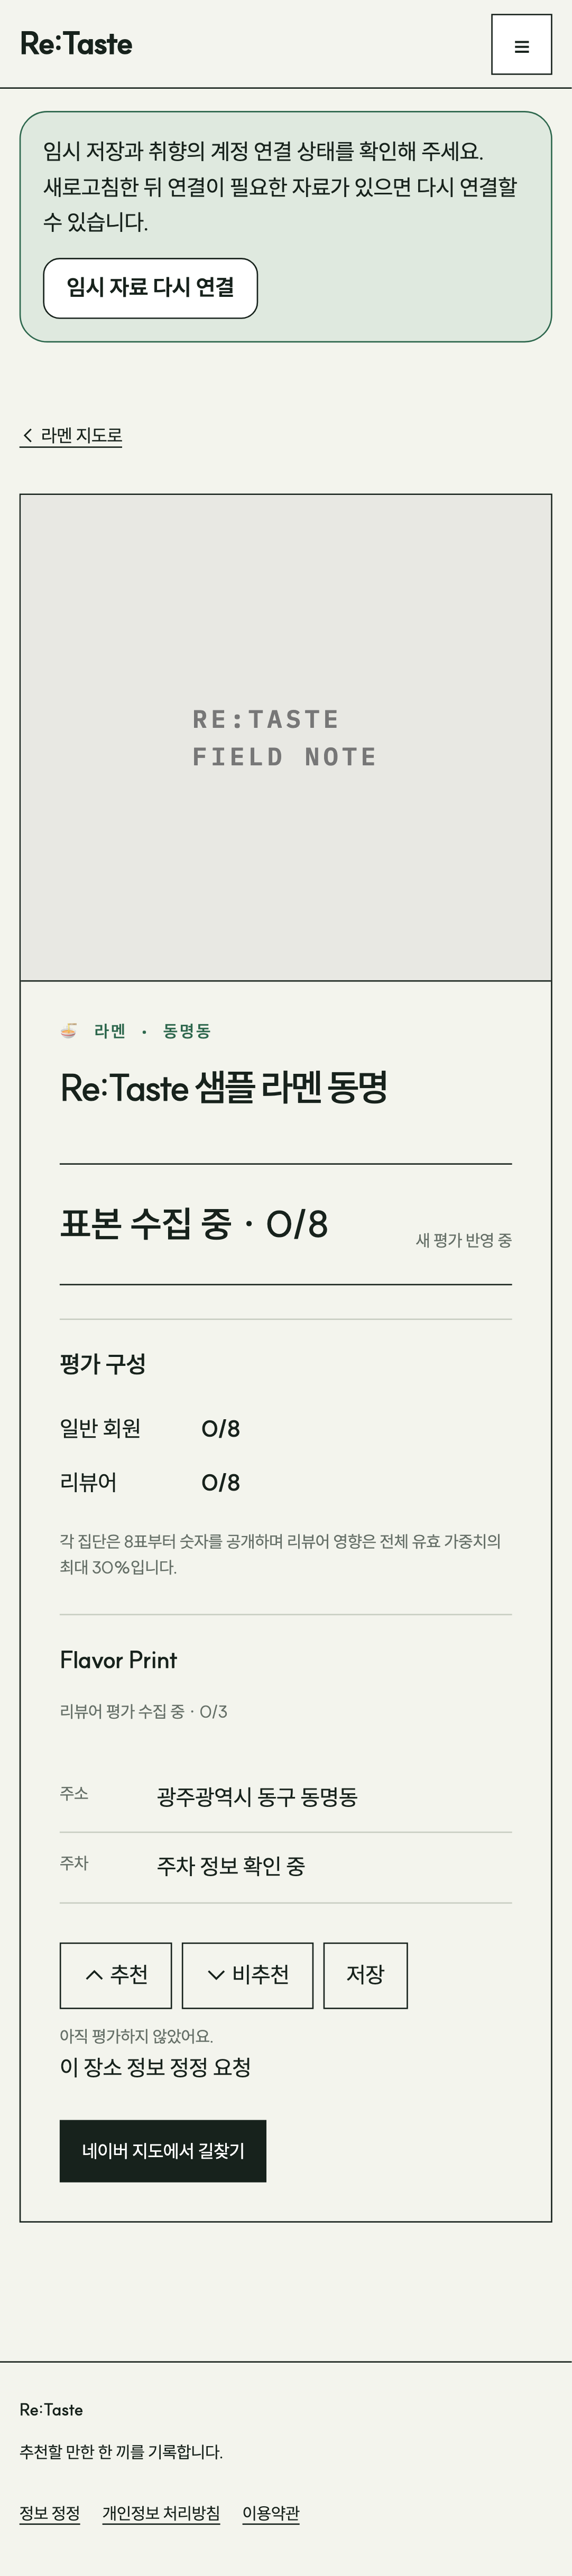 Re:Taste
임시 저장과 취향의 계정 연결 상태를 확인해 주세요.
새로고침한 뒤 연결이 필요한 자료가 있으면 다시 연결할
수 있습니다.
임시 자료 다시 연결
라멘 지도로
RE:TASTE
FIELD NOTE
라멘 · 동명동
Re:Taste 샘플 라멘 동명
표본 수집 중 · 0/8
새 평가 반영 중
평가 구성
일반 회원 0/8
리뷰어 0/8
각 집단은 8표부터 숫자를 공개하며 리뷰어 영향은 전체 유효 가중치의
최대 30%입니다.
Flavor Print
리뷰어 평가 수집 중 · 0/3
주소 광주광역시 동구 동명동
주차 주차 정보 확인 중
추천 비추천 저장
아직 평가하지 않았어요.
이 장소 정보 정정 요청
네이버 지도에서 길찾기
Re:Taste
추천할 만한 한 끼를 기록합니다.
정보 정정 개인정보 처리방침 이용약관